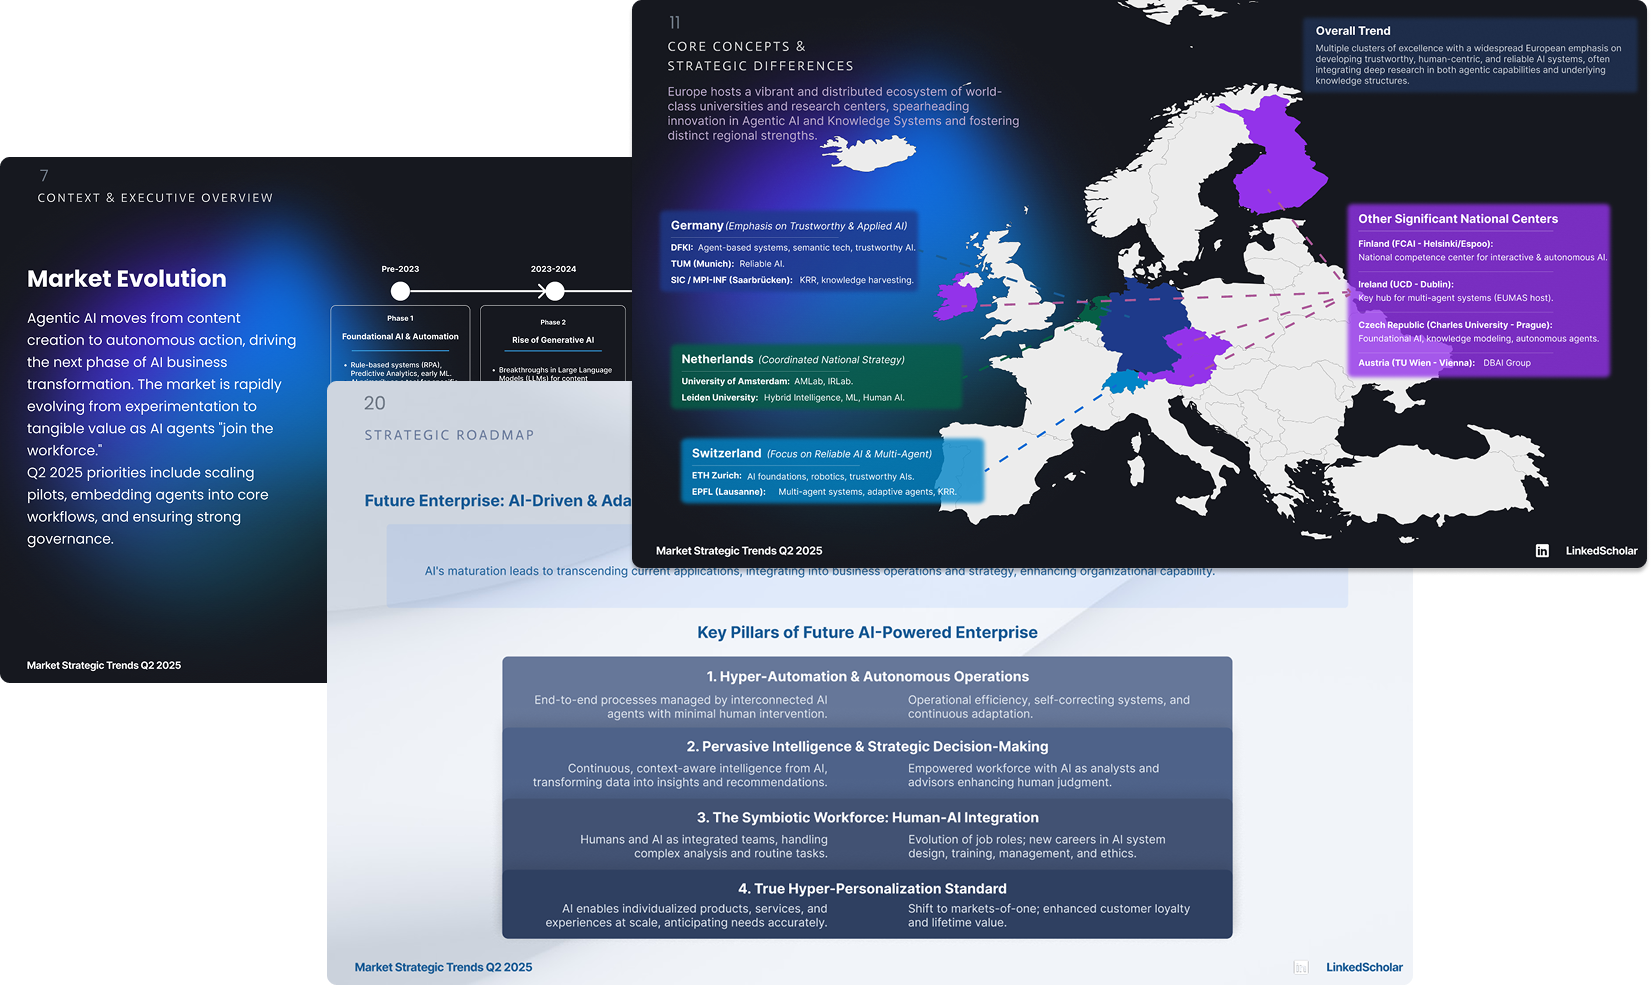 7
CONTEXT & EXECUTIVE OVERVIEW
Market Evolution
Agentic AI moves from content
creation to autonomous action, driving
the next phase of AI business
transformation. The market is rapidly
evolving from experimentation to
tangible value as AI agents "join the
workforce."
Q2 2025 priorities include scaling
pilots, embedding agents into core
workflows, and ensuring strong
governance.
Pre-2023
2023-2024
Phase 1
Foundational AI & Automation
• Rule-based systems (RPA),
Predictive Analytics, early ML.
Phase 2
Rise of Generative AI
• Breakthroughs in Large Language
Models (LLMs) for content
Market Strategic Trends Q2 2025
11
CORE CONCEPTS &
STRATEGIC DIFFERENCES
Europe hosts a vibrant and distributed ecosystem of world-
class universities and research centers, spearheading
innovation in Agentic AI and Knowledge Systems and fostering
distinct regional strengths.
Overall Trend
Multiple clusters of excellence with a widespread European emphasis on
developing trustworthy, human-centric, and reliable AI systems, often
integrating deep research in both agentic capabilities and underlying
knowledge structures.
Germany (Emphasis on Trustworthy & Applied AI)
DFKI: Agent-based systems, semantic tech, trustworthy AI.
TUM (Munich): Reliable AI.
SIC / MPI-INF (Saarbrücken): KRR, knowledge harvesting.
Netherlands (Coordinated National Strategy)
University of Amsterdam: AMLab, IRLab.
Leiden University: Hybrid Intelligence, ML, Human AI.
Switzerland (Focus on Reliable AI & Multi-Agent)
ETH Zurich: AI foundations, robotics, trustworthy AIs.
EPFL (Lausanne): Multi-agent systems, adaptive agents, KRR.
Other Significant National Centers
Finland (FCAI - Helsinki/Espoo):
National competence center for interactive & autonomous AI.
Ireland (UCD - Dublin):
Key hub for multi-agent systems (EUMAS host).
Czech Republic (Charles University - Prague):
Foundational AI, knowledge modeling, autonomous agents.
Austria (TU Wien - Vienna): DBAI Group
Market Strategic Trends Q2 2025
in LinkedScholar
20
STRATEGIC ROADMAP
Future Enterprise: AI-Driven & Ada
AI's maturation leads to transcending current applications, integrating into business operations and strategy, enhancing organizational capability.
Key Pillars of Future AI-Powered Enterprise
1. Hyper-Automation & Autonomous Operations
End-to-end processes managed by interconnected AI
agents with minimal human intervention.
Operational efficiency, self-correcting systems, and
continuous adaptation.
2. Pervasive Intelligence & Strategic Decision-Making
Continuous, context-aware intelligence from AI,
transforming data into insights and recommendations.
Empowered workforce with AI as analysts and
advisors enhancing human judgment.
3. The Symbiotic Workforce: Human-AI Integration
Humans and AI as integrated teams, handling
complex analysis and routine tasks.
Evolution of job roles; new careers in AI system
design, training, management, and ethics.
4. True Hyper-Personalization Standard
AI enables individualized products, services, and
experiences at scale, anticipating needs accurately.
Shift to markets-of-one; enhanced customer loyalty
and lifetime value.
Market Strategic Trends Q2 2025
in LinkedScholar